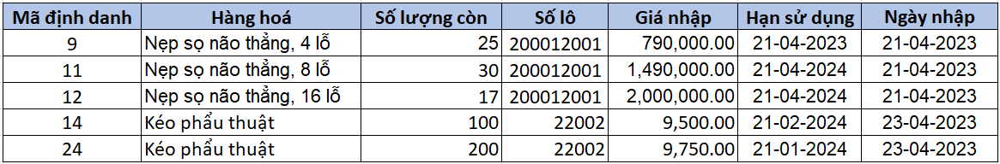 Mã định danh Hàng hoá Số lượng còn Số lô Giá nhập Hạn sử dụng Ngày nhập
9 Nẹp sọ não thẳng, 4 lỗ 25 200012001 790,000.00 21-04-2023 21-04-2023
11 Nẹp sọ não thẳng, 8 lỗ 30 200012001 1,490,000.00 21-04-2024 21-04-2023
12 Nẹp sọ não thẳng, 16 lỗ 17 200012001 2,000,000.00 21-04-2024 21-04-2023
14 Kéo phẩu thuật 100 22002 9,500.00 21-02-2024 23-04-2023
24 Kéo phẩu thuật 200 22002 9,750.00 21-01-2024 23-04-2023